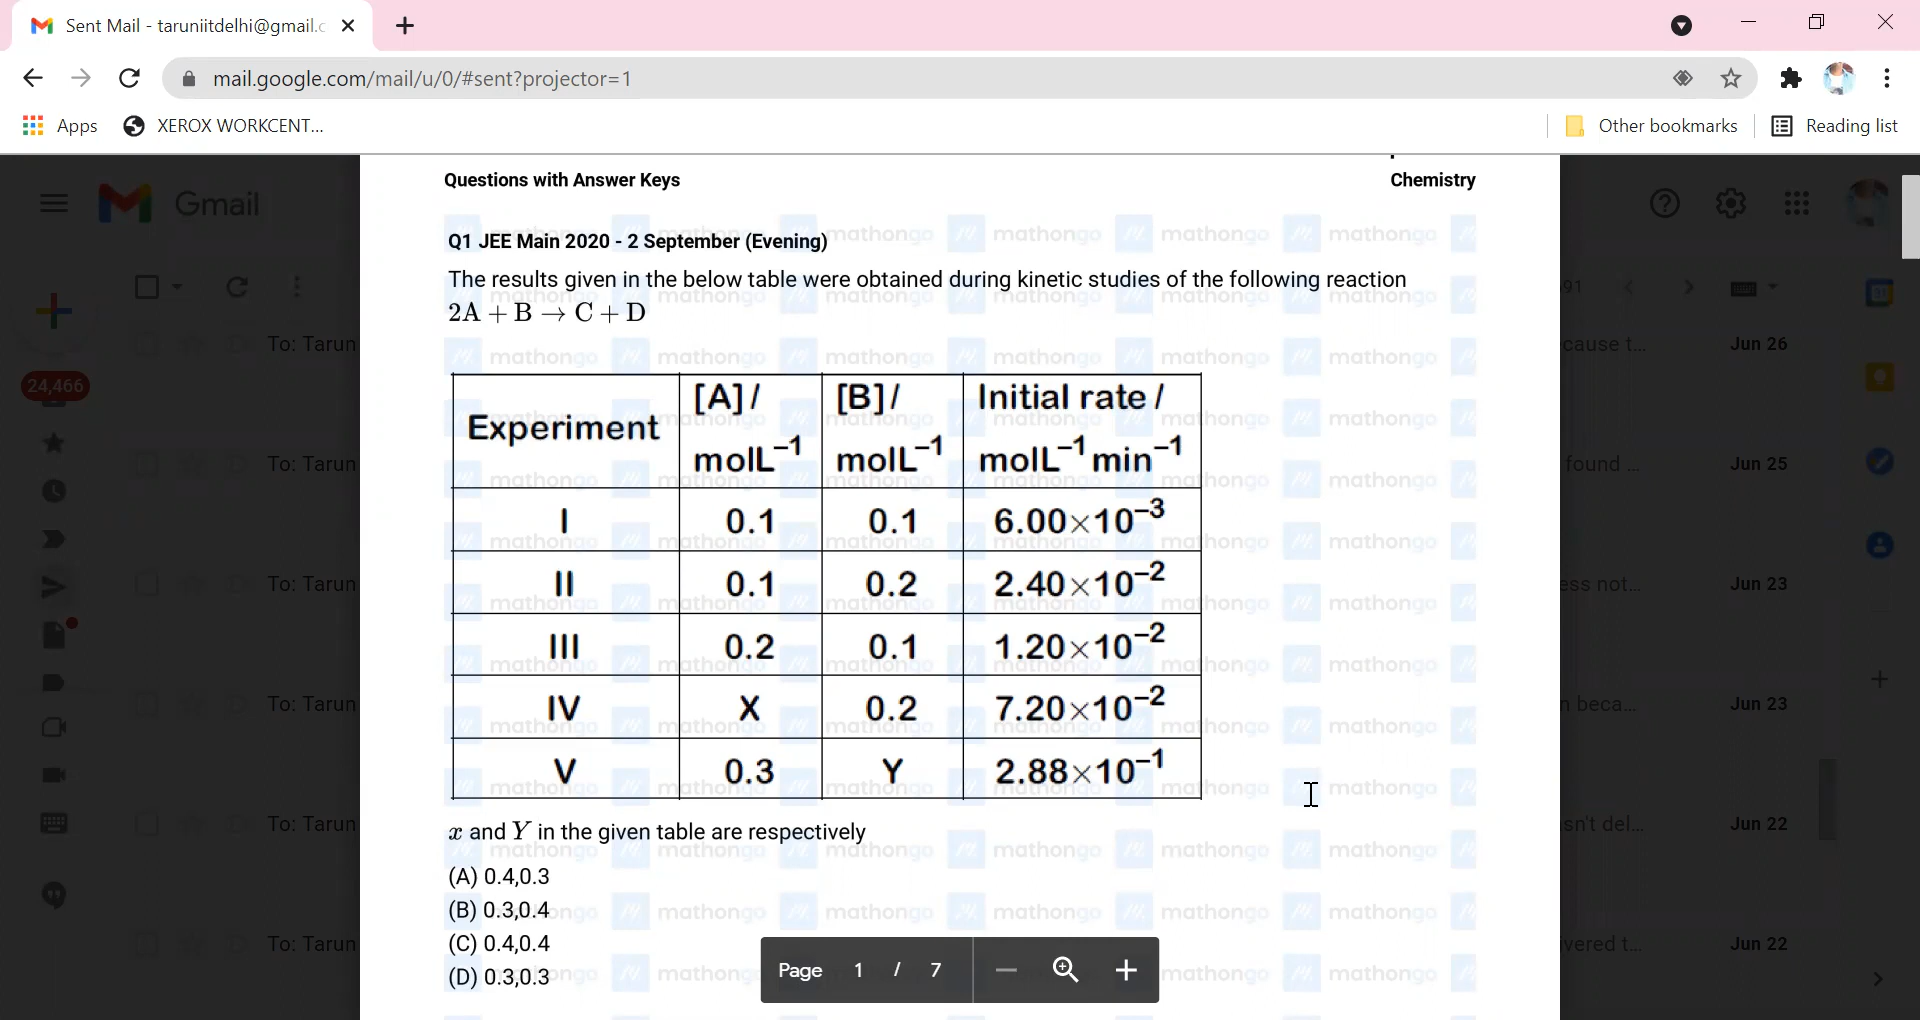 Sent Mail - taruniitdelhi@gmail.c
mail.google.com/mail/u/0/#sent?projector=1
Apps XEROX WORKCENT... Other bookmarks Reading list
Gmail
Questions with Answer Keys Chemistry
Q1 JEE Main 2020 - 2 September (Evening)
The results given in the below table were obtained during kinetic studies of the following reaction
2A + B → C + D
Experiment [A] / molL⁻¹ [B] / molL⁻¹ Initial rate / molL⁻¹ min⁻¹
I 0.1 0.1 6.00×10⁻³
II 0.1 0.2 2.40×10⁻²
III 0.2 0.1 1.20×10⁻²
IV X 0.2 7.20×10⁻²
V 0.3 Y 2.88×10⁻¹
x and Y in the given table are respectively
(A) 0.4,0.3
(B) 0.3,0.4
(C) 0.4,0.4
(D) 0.3,0.3
Page 1 / 7
24,466
To: Tarun cause t... Jun 26
To: Tarun found ... Jun 25
To: Tarun ess not... Jun 23
To: Tarun n beca... Jun 23
To: Tarun sn't del... Jun 22
To: Tarun vered t... Jun 22
mathongo